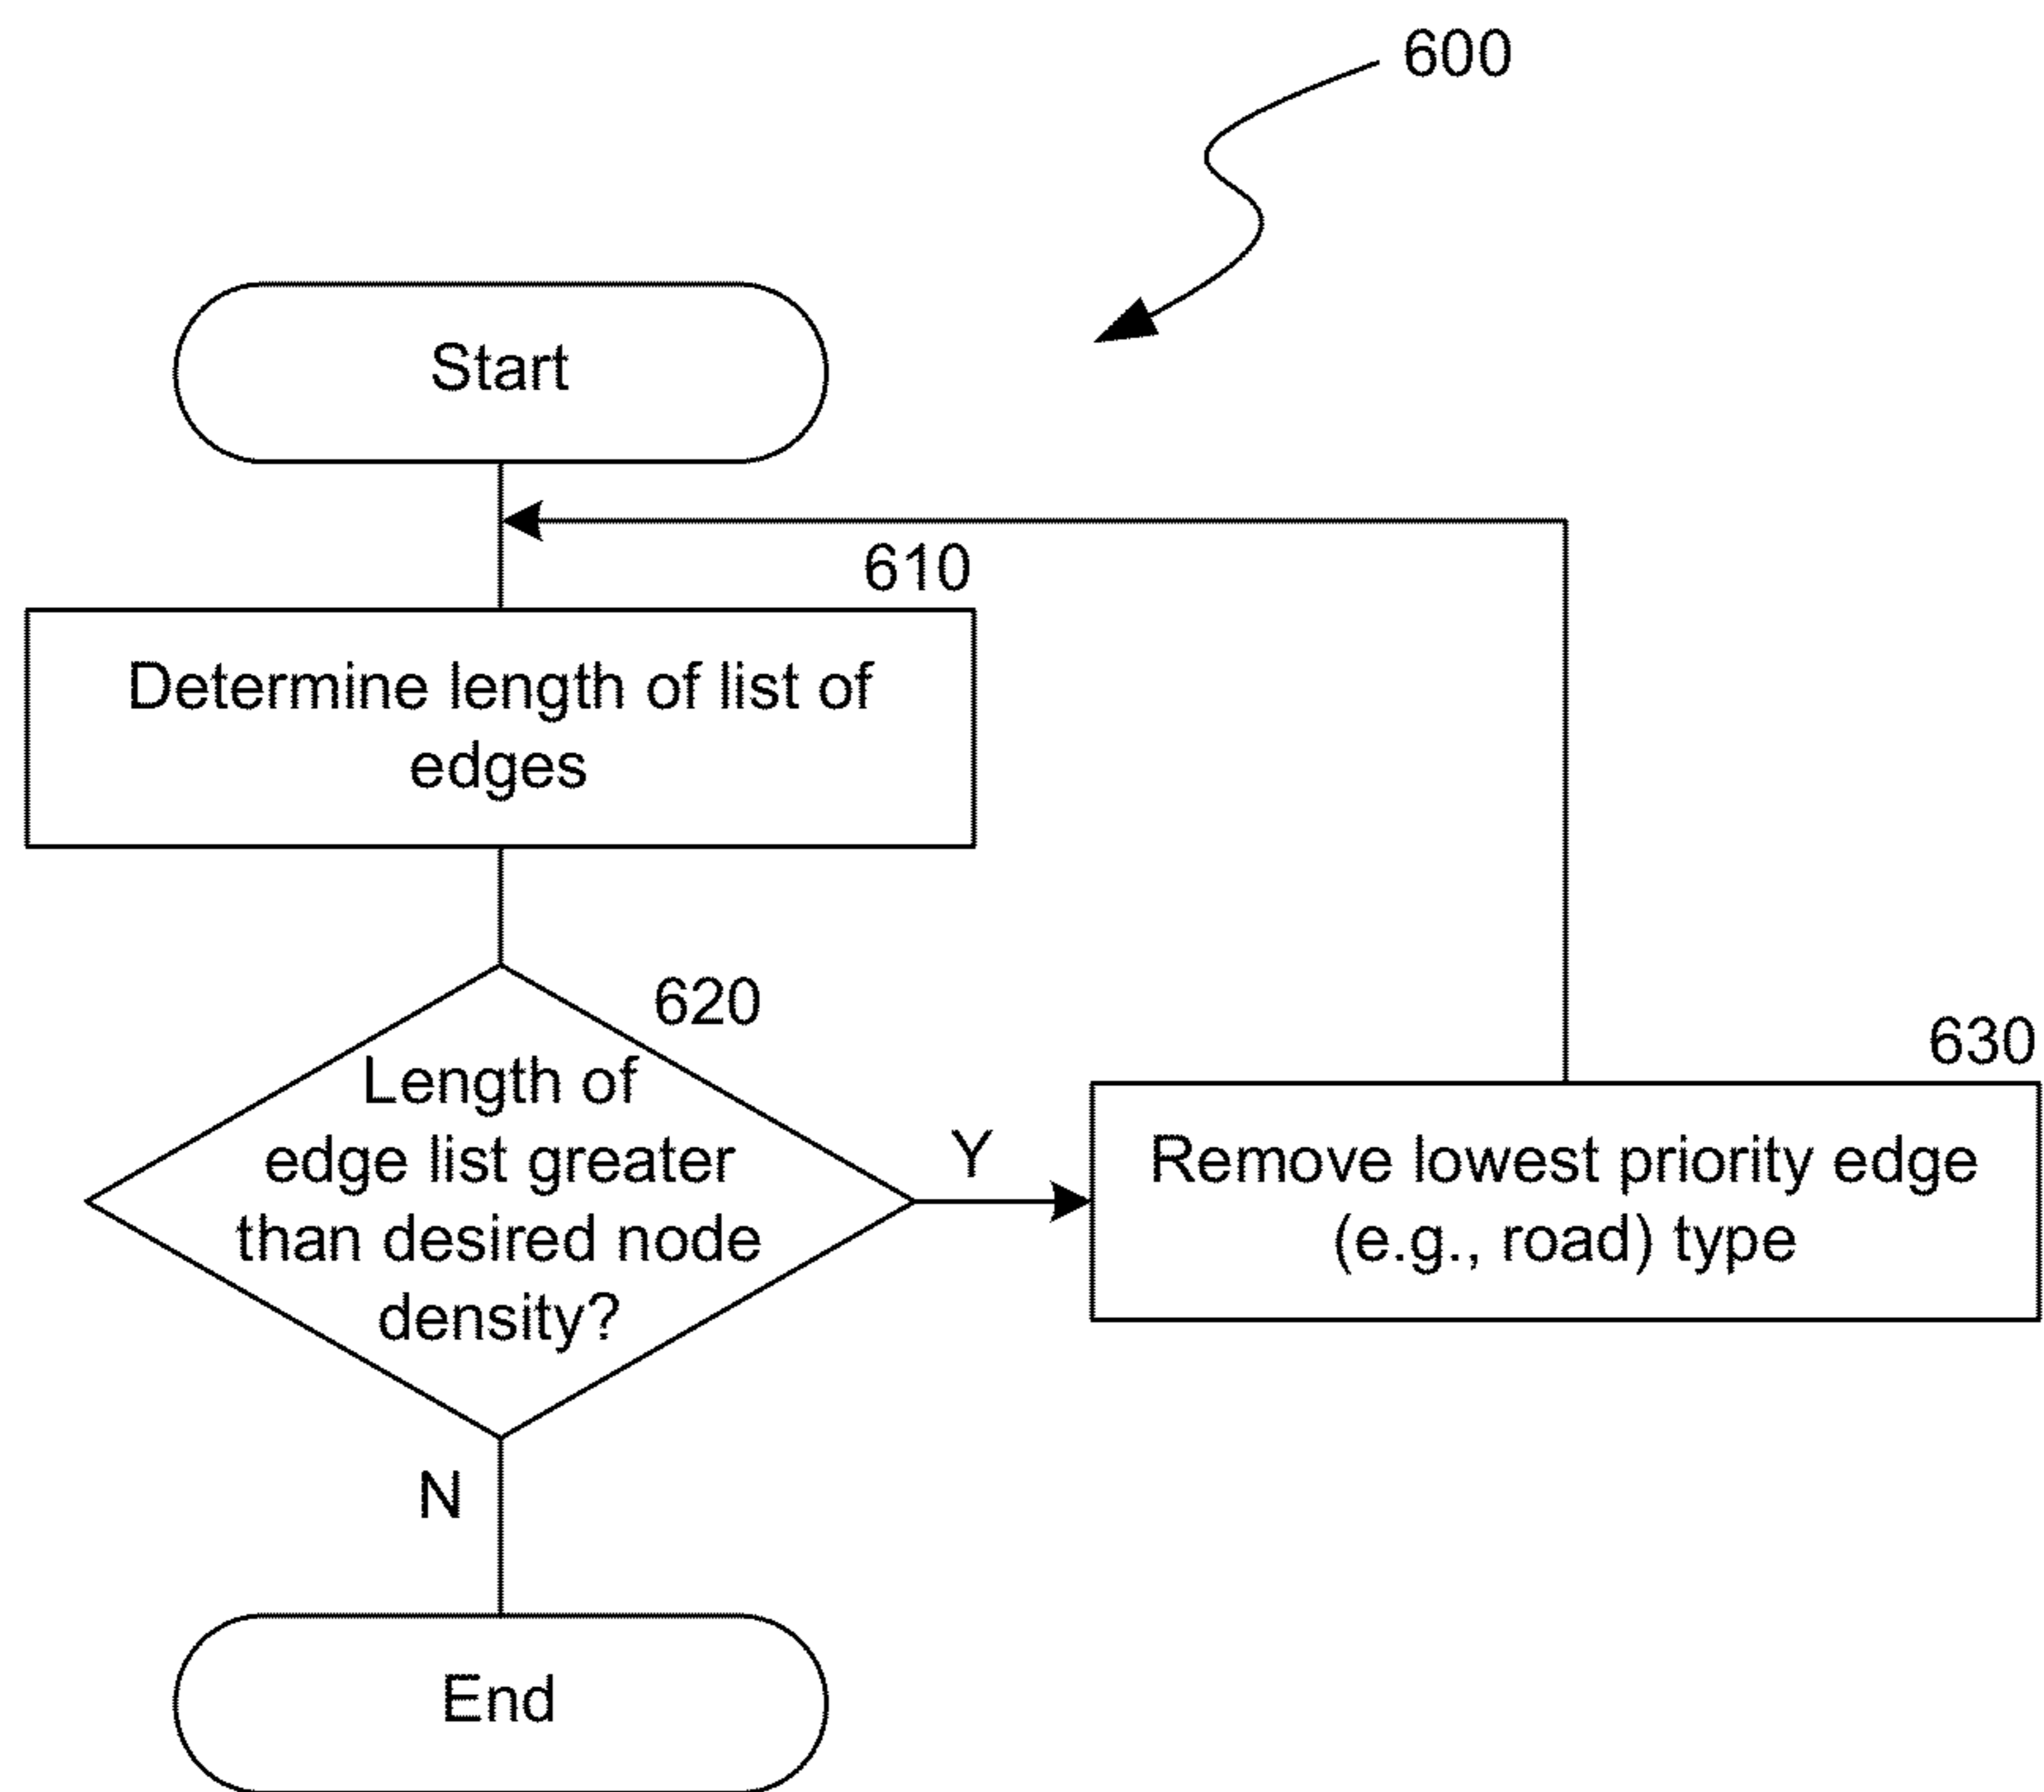 600
Start
610
Determine length of list of
edges
620
Length of
edge list greater
than desired node
density?
Y
630
Remove lowest priority edge
(e.g., road) type
N
End